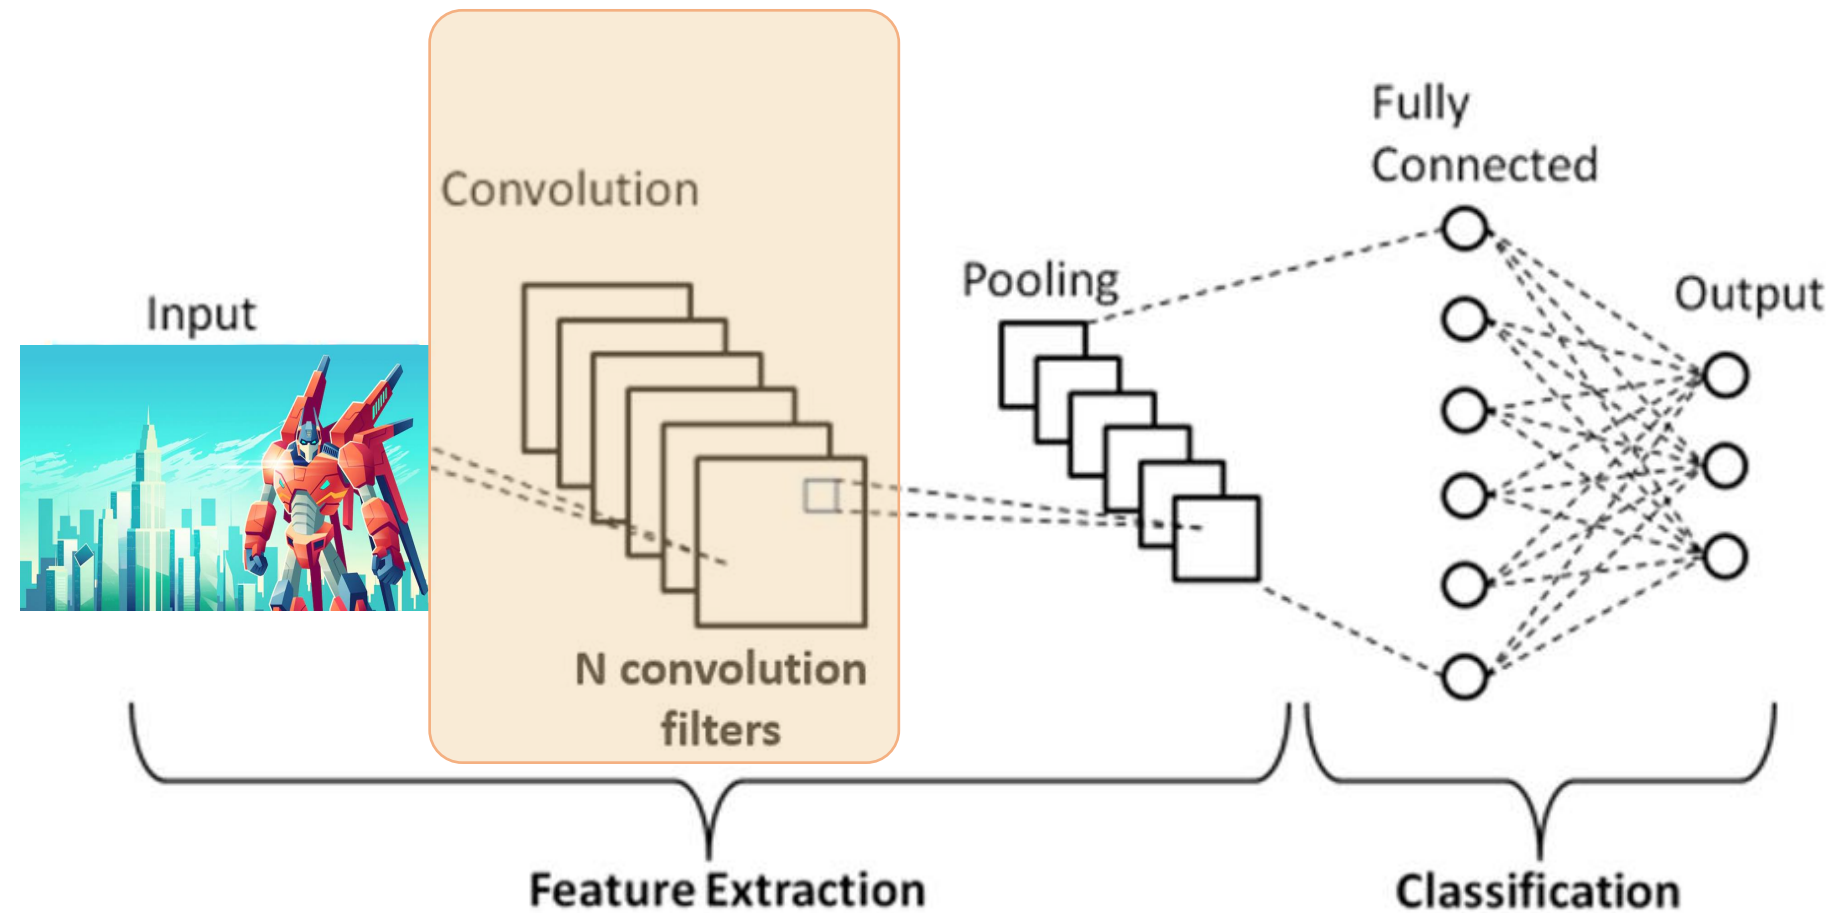 Input
Convolution
N convolution
filters
Pooling
Fully
Connected
Output
Feature Extraction
Classification